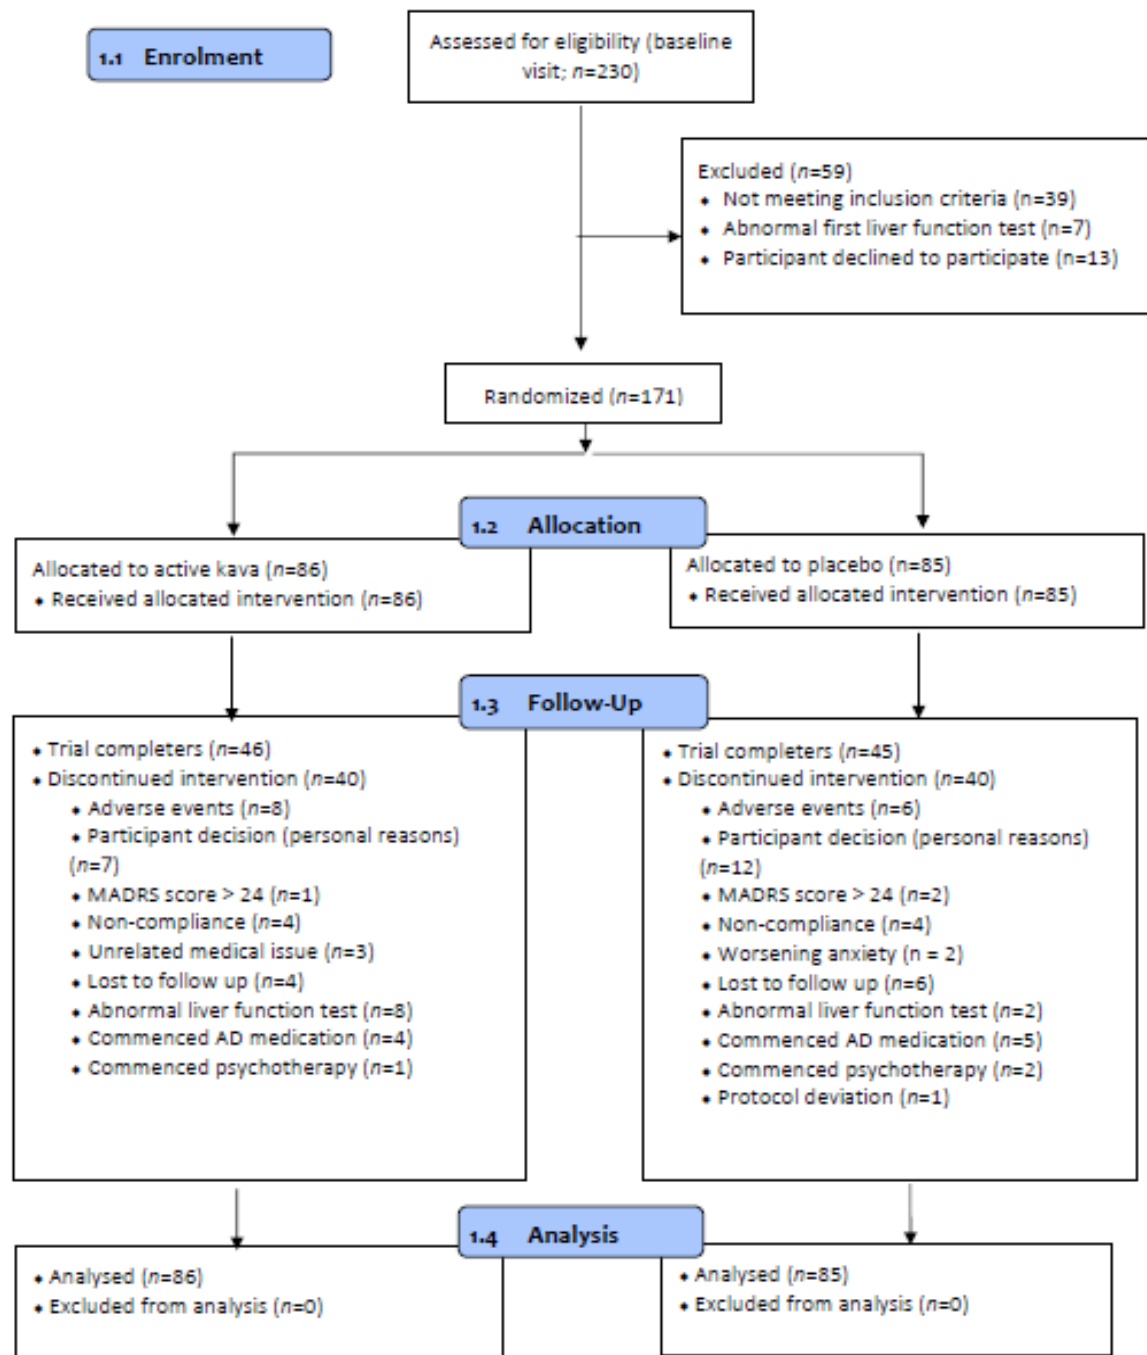 1.1 Enrolment
Assessed for eligibility (baseline
visit; n=230)
Excluded (n=59)
• Not meeting inclusion criteria (n=39)
• Abnormal first liver function test (n=7)
• Participant declined to participate (n=13)
Randomized (n=171)
1.2 Allocation
Allocated to active kava (n=86)
• Received allocated intervention (n=86)
Allocated to placebo (n=85)
• Received allocated intervention (n=85)
1.3 Follow-Up
• Trial completers (n=46)
• Discontinued intervention (n=40)
• Adverse events (n=8)
• Participant decision (personal reasons)
(n=7)
• MADRS score > 24 (n=1)
• Non-compliance (n=4)
• Unrelated medical issue (n=3)
• Lost to follow up (n=4)
• Abnormal liver function test (n=8)
• Commenced AD medication (n=4)
• Commenced psychotherapy (n=1)
• Trial completers (n=45)
• Discontinued intervention (n=40)
• Adverse events (n=6)
• Participant decision (personal reasons)
(n=12)
• MADRS score > 24 (n=2)
• Non-compliance (n=4)
• Worsening anxiety (n = 2)
• Lost to follow up (n=6)
• Abnormal liver function test (n=2)
• Commenced AD medication (n=5)
• Commenced psychotherapy (n=2)
• Protocol deviation (n=1)
1.4 Analysis
• Analysed (n=86)
• Excluded from analysis (n=0)
• Analysed (n=85)
• Excluded from analysis (n=0)